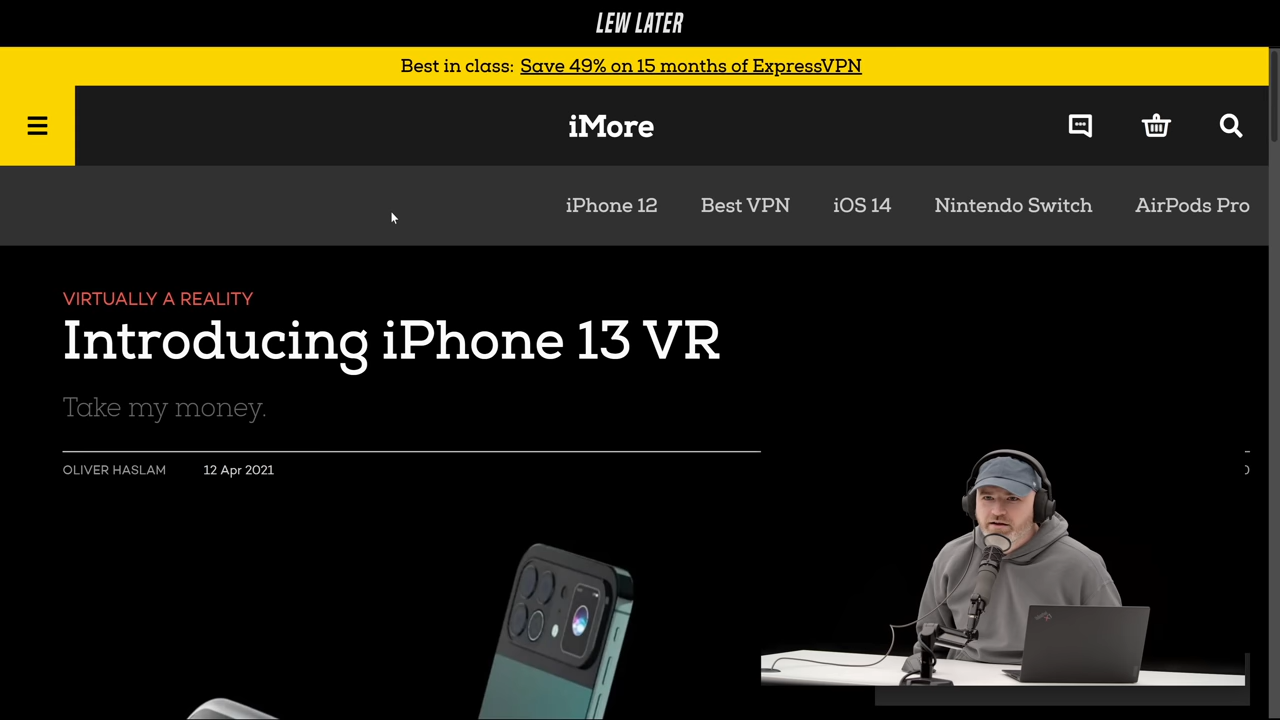 LEW LATER
Best in class: Save 49% on 15 months of ExpressVPN
iMore
iPhone 12 Best VPN iOS 14 Nintendo Switch AirPods Pro
VIRTUALLY A REALITY
Introducing iPhone 13 VR
Take my money.
OLIVER HASLAM 12 Apr 2021